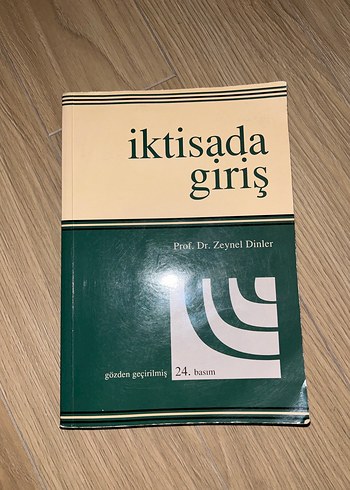 iktisada
giriş
Prof. Dr. Zeynel Dinler
gözden geçirilmiş 24. basım